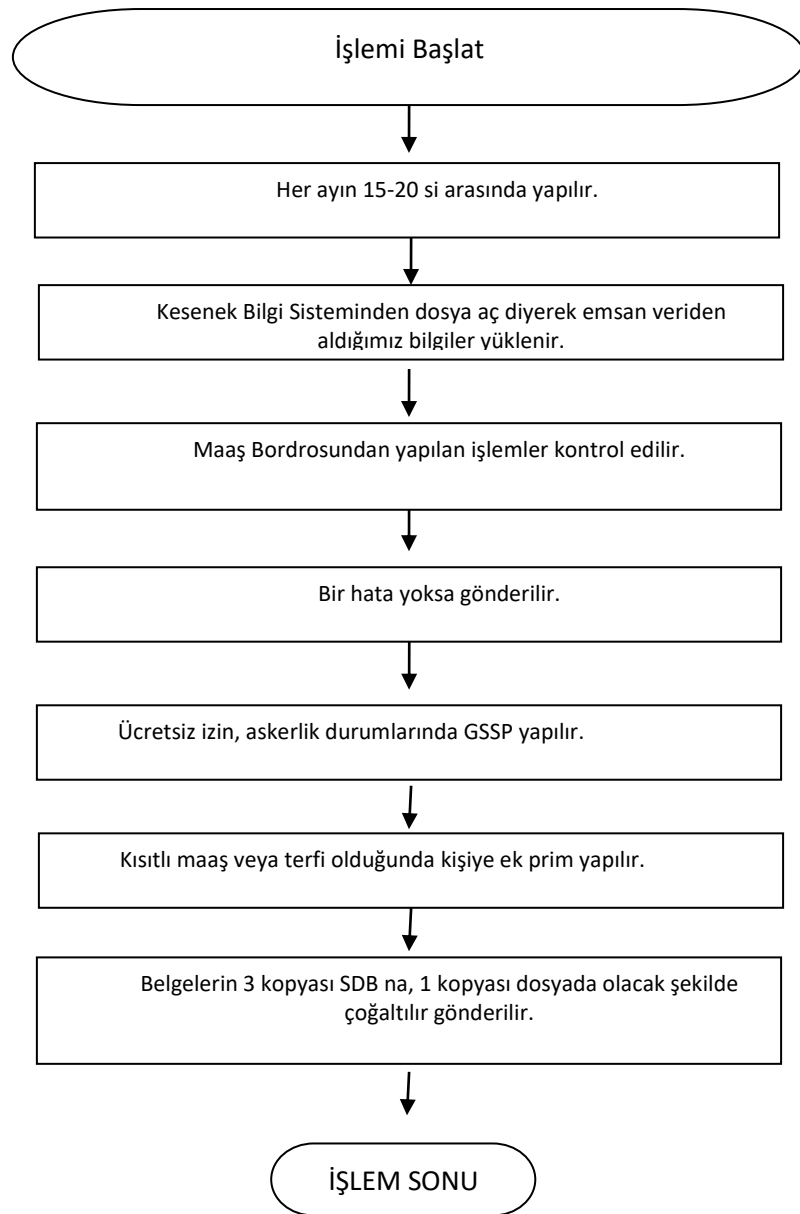 İşlemi Başlat
Her ayın 15-20 si arasında yapılır.
Kesenek Bilgi Sisteminden dosya aç diyerek emsan veriden
aldığımız bilgiler yüklenir.
Maaş Bordrosundan yapılan işlemler kontrol edilir.
Bir hata yoksa gönderilir.
Ücretsiz izin, askerlik durumlarında GSSP yapılır.
Kısıtlı maaş veya terfi olduğunda kişiye ek prim yapılır.
Belgelerin 3 kopyası SDB na, 1 kopyası dosyada olacak şekilde
çoğaltılır gönderilir.
İŞLEM SONU